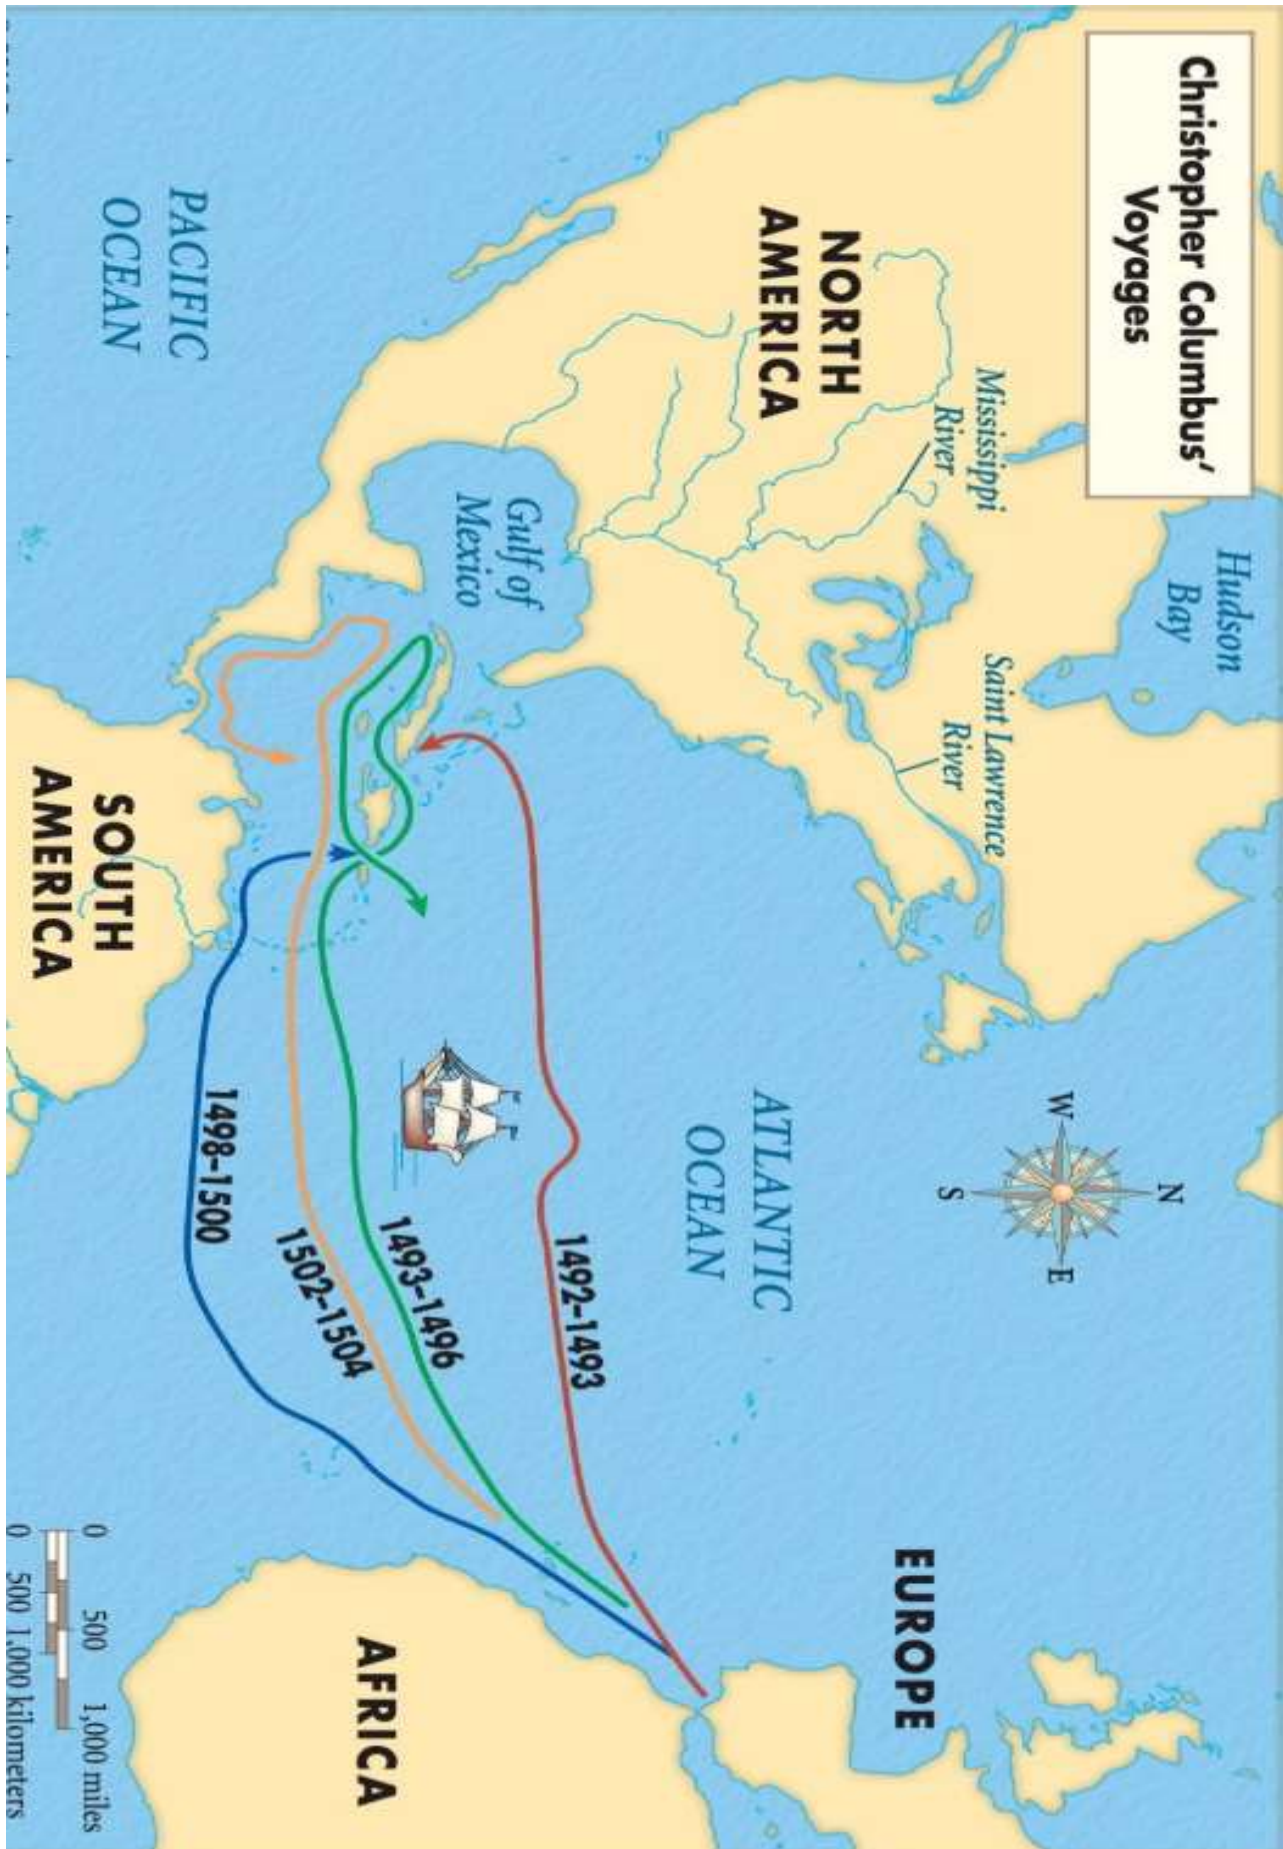 Christopher Columbus'
Voyages
Hudson
Bay
NORTH
AMERICA
Mississippi
River
Saint Lawrence
River
PACIFIC
OCEAN
Gulf of
Mexico
ATLANTIC
OCEAN
N
W
E
S
EUROPE
1492–1493
1493–1496
1502–1504
1498–1500
SOUTH
AMERICA
AFRICA
0 500 1,000 miles
0 500 1,000 kilometers